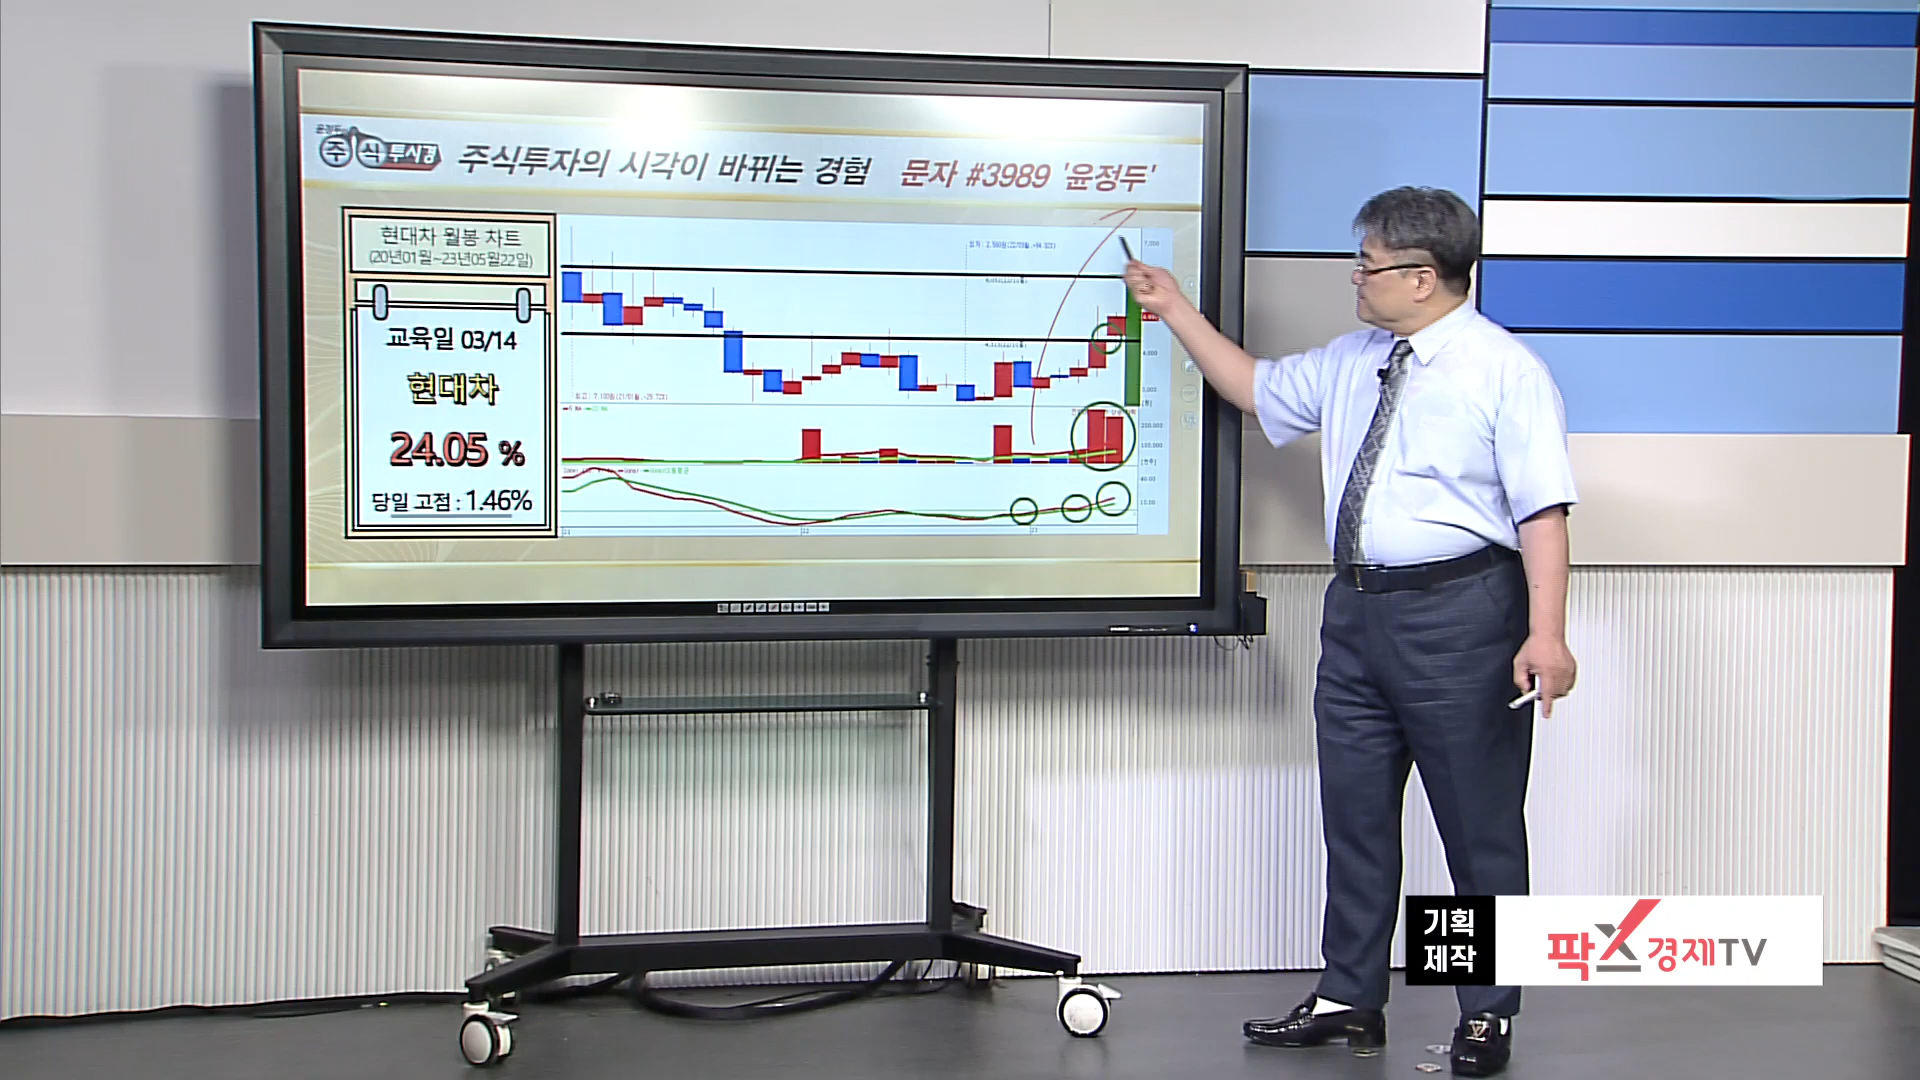 윤정두
주식투시경
주식투자의 시각이 바뀌는 경험 문자 #3989 '윤정두'
현대차 월봉 차트
(20년01월~23년05월22일)
교육일 03/14
현대차
24.05 %
당일 고점 : 1.46%
기획
제작
팍스경제TV